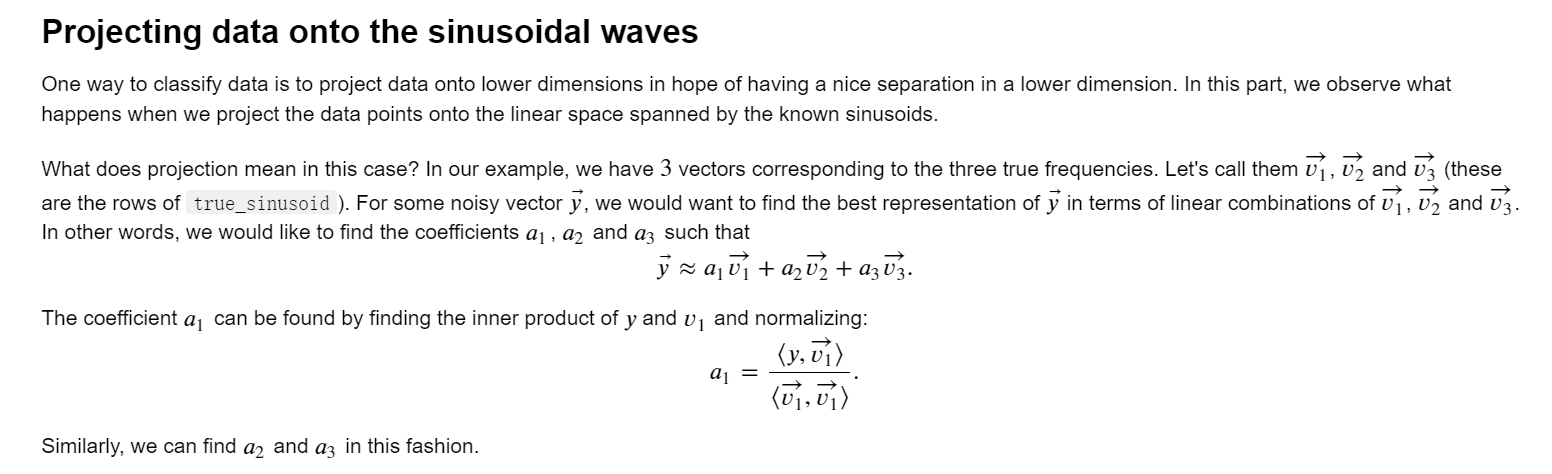 Projecting data onto the sinusoidal waves
One way to classify data is to project data onto lower dimensions in hope of having a nice separation in a lower dimension. In this part, we observe what
happens when we project the data points onto the linear space spanned by the known sinusoids.
What does projection mean in this case? In our example, we have 3 vectors corresponding to the three true frequencies. Let's call them $\vec{v_1}$, $\vec{v_2}$ and $\vec{v_3}$ (these
are the rows of true_sinusoid ). For some noisy vector $\vec{y}$, we would want to find the best representation of $\vec{y}$ in terms of linear combinations of $\vec{v_1}$, $\vec{v_2}$ and $\vec{v_3}$.
In other words, we would like to find the coefficients $a_1$, $a_2$ and $a_3$ such that
$\vec{y} \approx a_1\vec{v_1} + a_2\vec{v_2} + a_3\vec{v_3}.$
The coefficient $a_1$ can be found by finding the inner product of $y$ and $v_1$ and normalizing:
$a_1 = \frac{\langle y, \vec{v_1} \rangle}{\langle \vec{v_1}, \vec{v_1} \rangle}.$
Similarly, we can find $a_2$ and $a_3$ in this fashion.